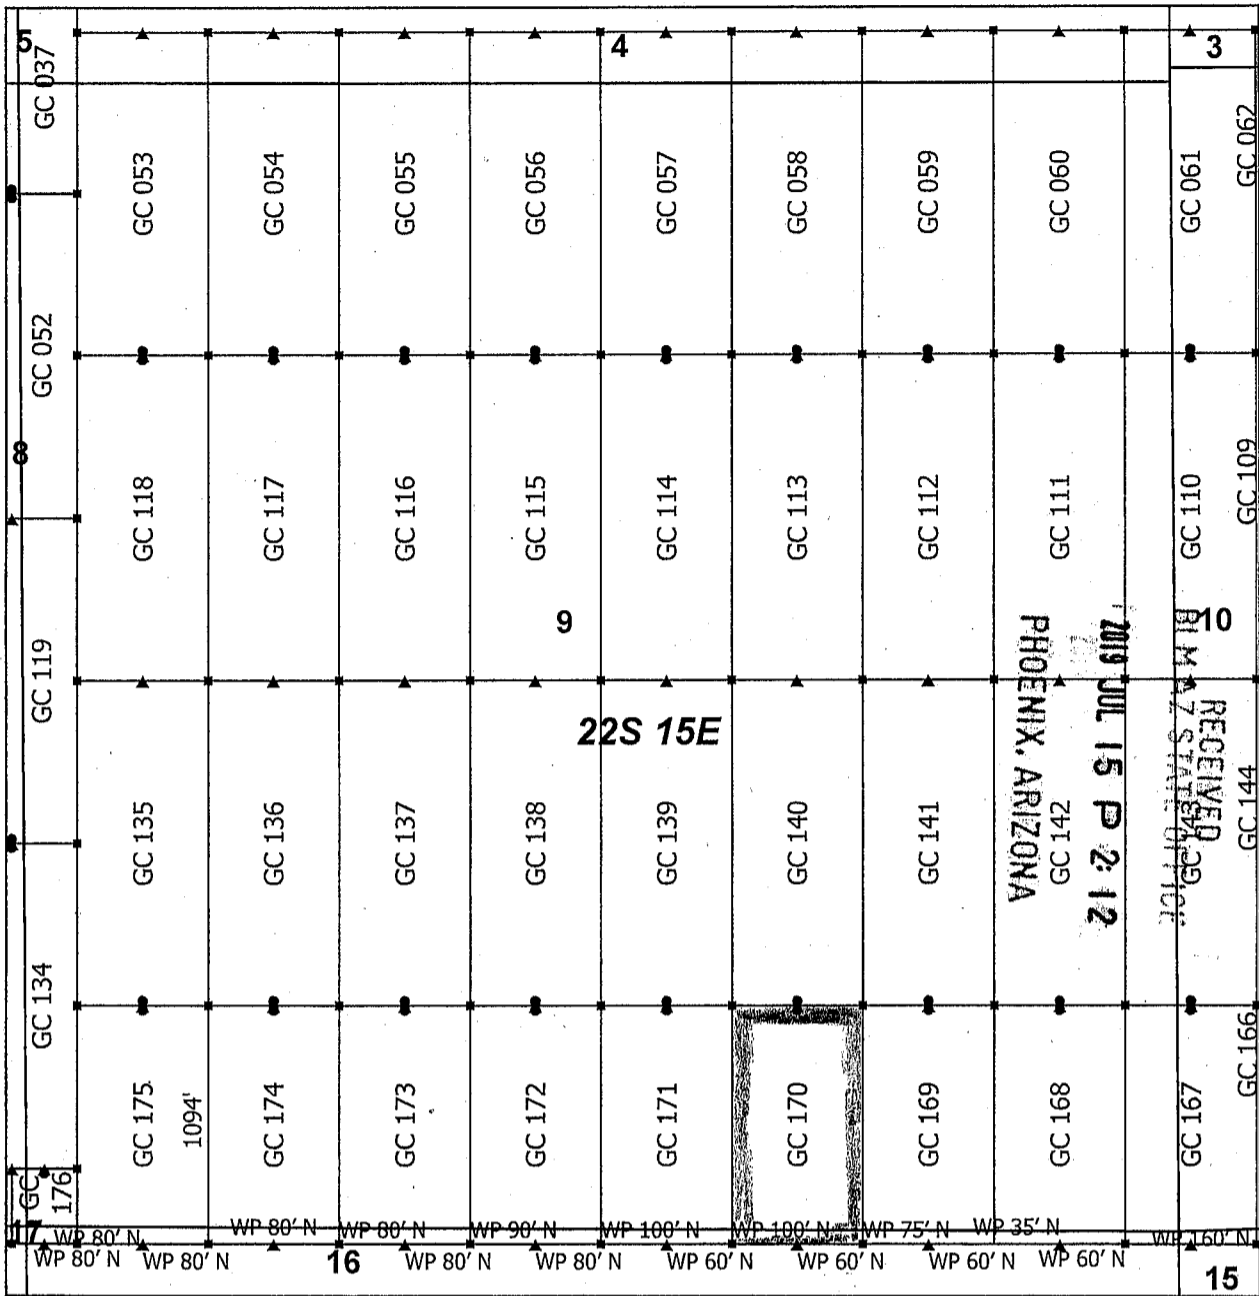 5
4
3
GC 037
GC 053
GC 054
GC 055
GC 056
GC 057
GC 058
GC 059
GC 060
GC 061
GC 062
GC 052
8
GC 118
GC 117
GC 116
GC 115
GC 114
GC 113
GC 112
GC 111
GC 110
GC 109
9
10
GC 119
22S 15E
RECEIVED
BLM AZ STATE OFFICE
2019 JUL 15 P 2:12
PHOENIX, ARIZONA
GC 135
GC 136
GC 137
GC 138
GC 139
GC 140
GC 141
GC 142
GC 143
GC 144
GC 134
GC 175
1094'
GC 174
GC 173
GC 172
GC 171
GC 170
GC 169
GC 168
GC 167
GC 166
GC 176
17
WP 80' N
WP 80' N
WP 80' N
WP 90' N
WP 100' N
WP 100' N
WP 75' N
WP 35' N
WP 160' N
WP 80' N
WP 80' N
16
WP 80' N
WP 80' N
WP 60' N
WP 60' N
WP 60' N
WP 60' N
15